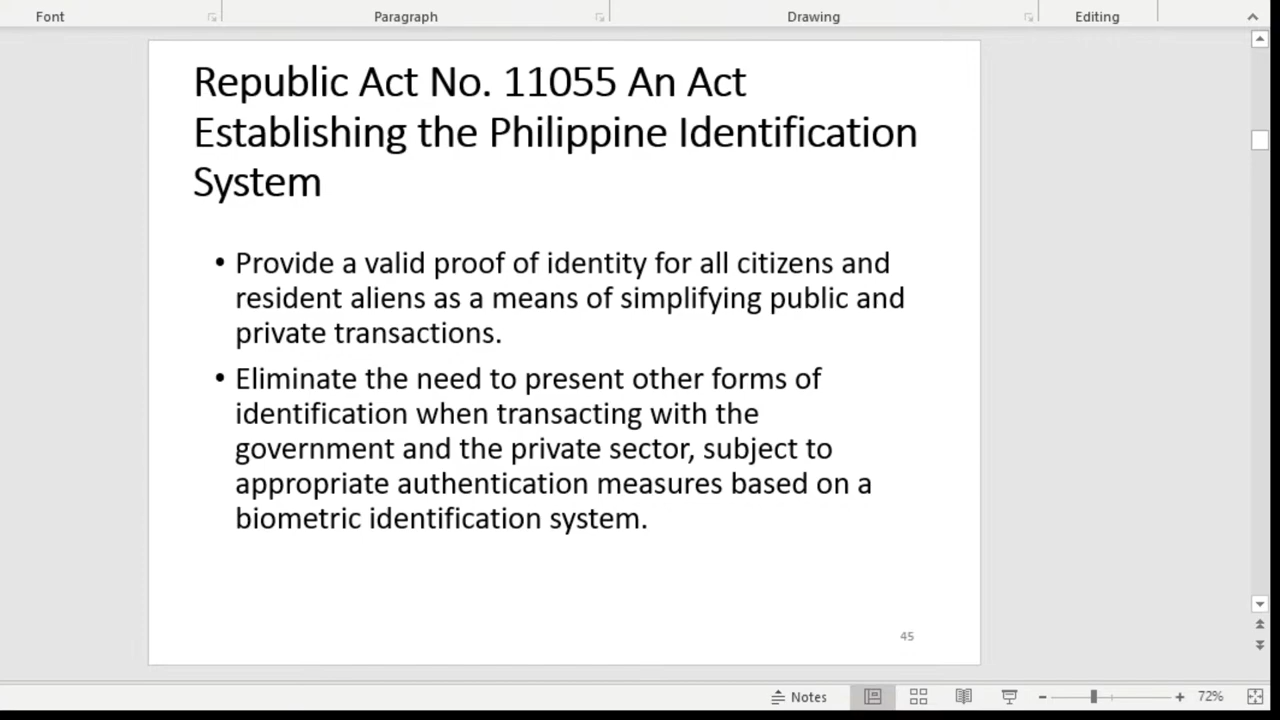 Font
Paragraph
Drawing
Editing
Republic Act No. 11055 An Act
Establishing the Philippine Identification
System
• Provide a valid proof of identity for all citizens and
resident aliens as a means of simplifying public and
private transactions.
• Eliminate the need to present other forms of
identification when transacting with the
government and the private sector, subject to
appropriate authentication measures based on a
biometric identification system.
45
Notes
72%